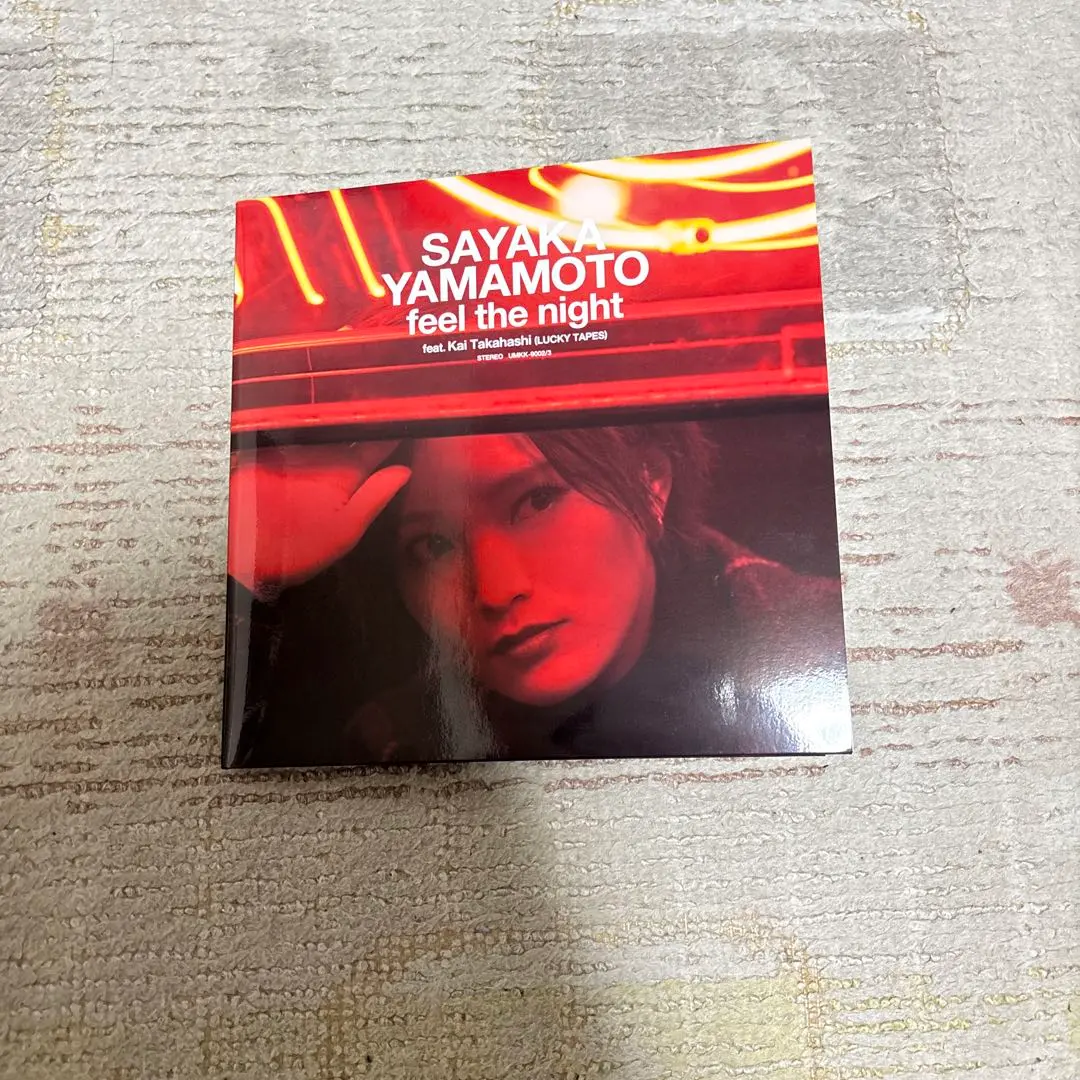 SAYAKA
YAMAMOTO
feel the night
feat. Kai Takahashi (LUCKY TAPES)
STEREO UMKK-9002/3